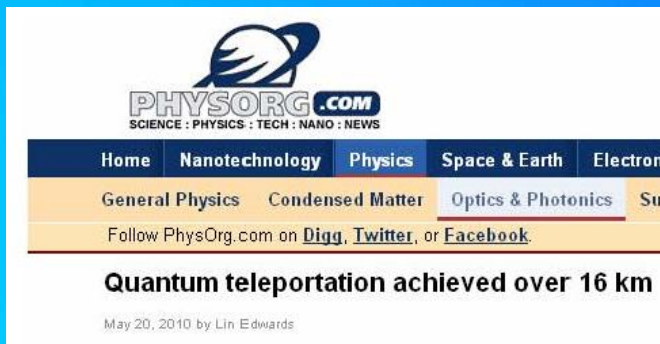 PHYSORG.COM
SCIENCE : PHYSICS : TECH : NANO : NEWS
Home Nanotechnology Physics Space & Earth Electron
General Physics Condensed Matter Optics & Photonics Su
Follow PhysOrg.com on Digg, Twitter, or Facebook.
Quantum teleportation achieved over 16 km
May 20, 2010 by Lin Edwards